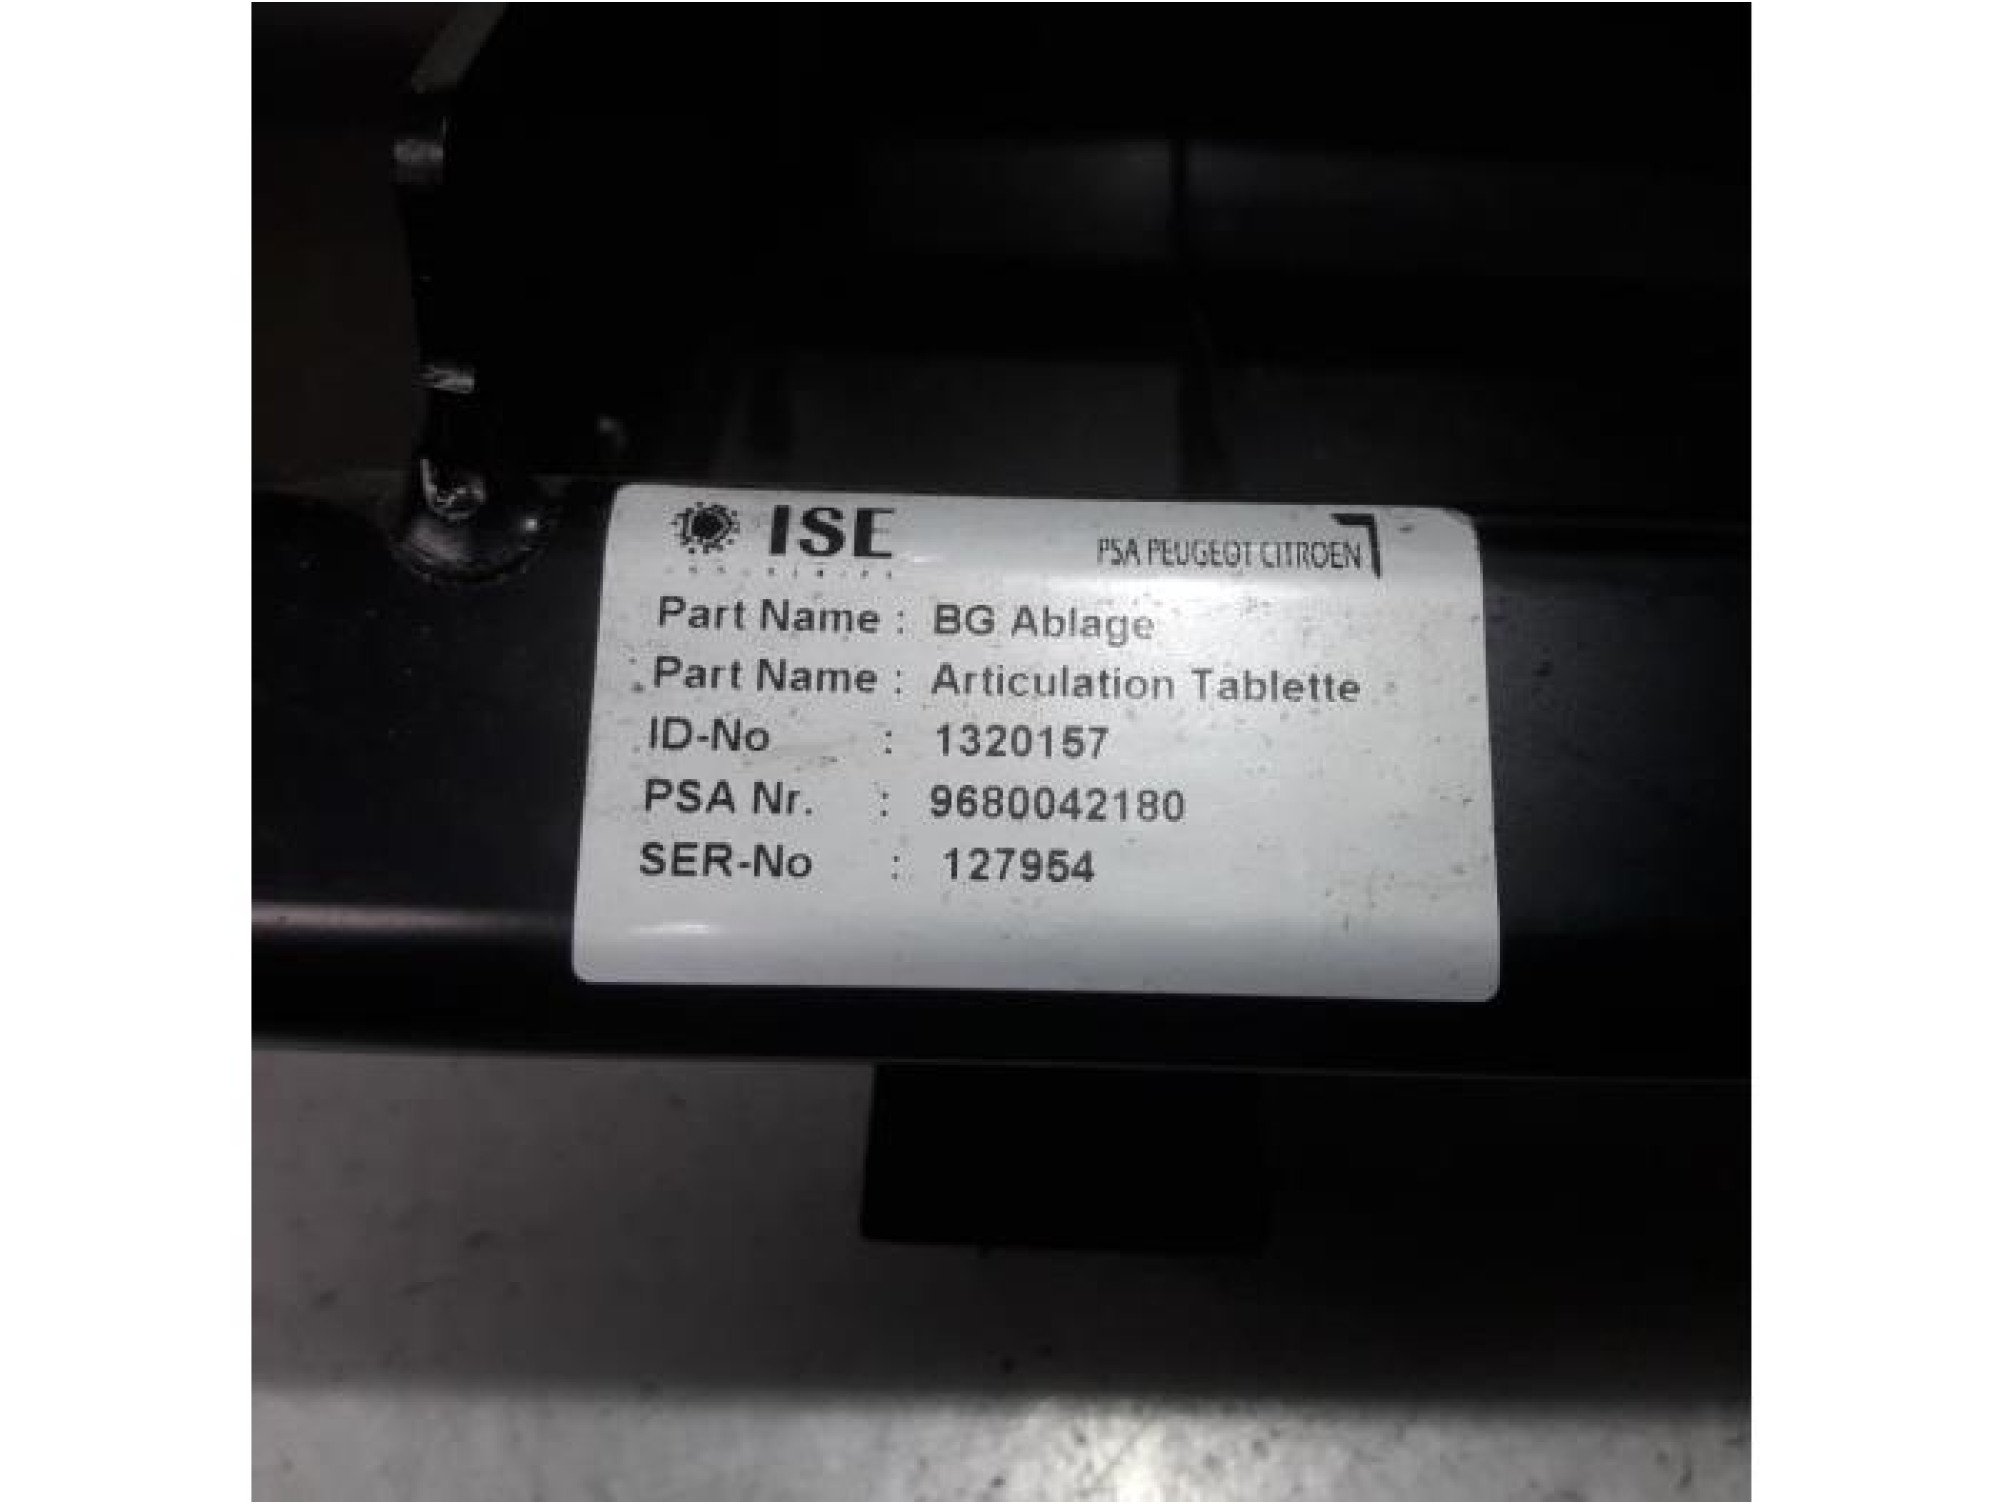 ISE
PSA PEUGEOT CITROEN
Part Name : BG Ablage
Part Name : Articulation Tablette
ID-No : 1320157
PSA Nr. : 9680042180
SER-No : 127954